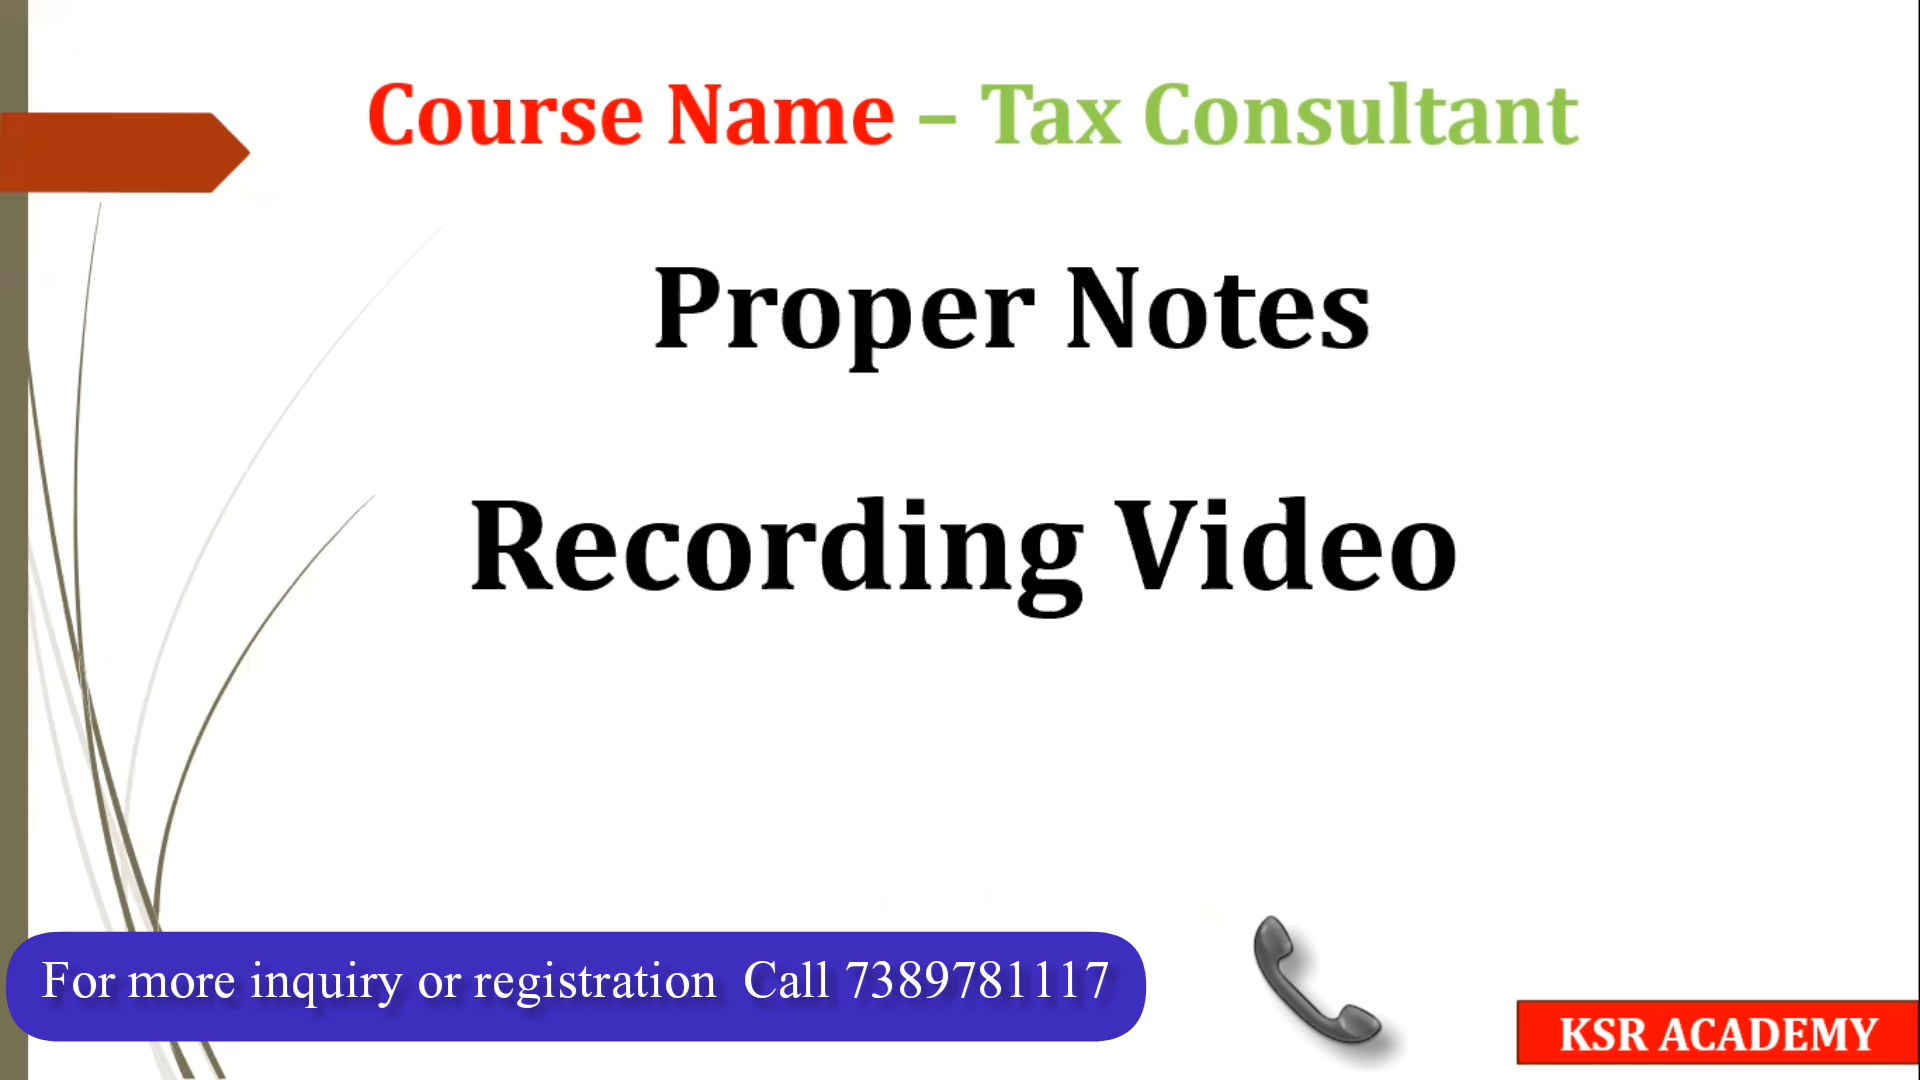 Course Name – Tax Consultant
Proper Notes
Recording Video
For more inquiry or registration Call 7389781117
KSR ACADEMY